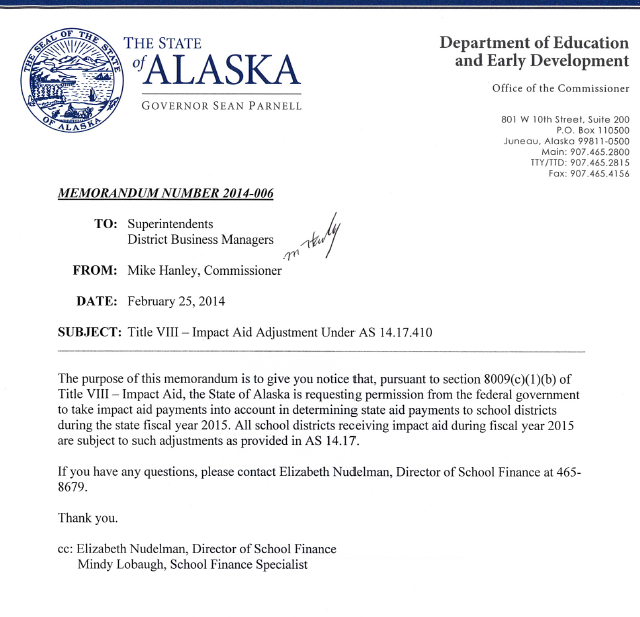 THE SEAL OF THE STATE
OF ALASKA
THE STATE
of ALASKA
GOVERNOR SEAN PARNELL
Department of Education
and Early Development
Office of the Commissioner
801 W 10th Street, Suite 200
P.O. Box 110500
Juneau, Alaska 99811-0500
Main: 907.465.2800
TTY/TTD: 907.465.2815
Fax: 907.465.4156
MEMORANDUM NUMBER 2014-006
TO: Superintendents
District Business Managers
M Hanley
FROM: Mike Hanley, Commissioner
DATE: February 25, 2014
SUBJECT: Title VIII – Impact Aid Adjustment Under AS 14.17.410
The purpose of this memorandum is to give you notice that, pursuant to section 8009(c)(1)(b) of
Title VIII – Impact Aid, the State of Alaska is requesting permission from the federal government
to take impact aid payments into account in determining state aid payments to school districts
during the state fiscal year 2015. All school districts receiving impact aid during fiscal year 2015
are subject to such adjustments as provided in AS 14.17.
If you have any questions, please contact Elizabeth Nudelman, Director of School Finance at 465-
8679.
Thank you.
cc: Elizabeth Nudelman, Director of School Finance
Mindy Lobaugh, School Finance Specialist